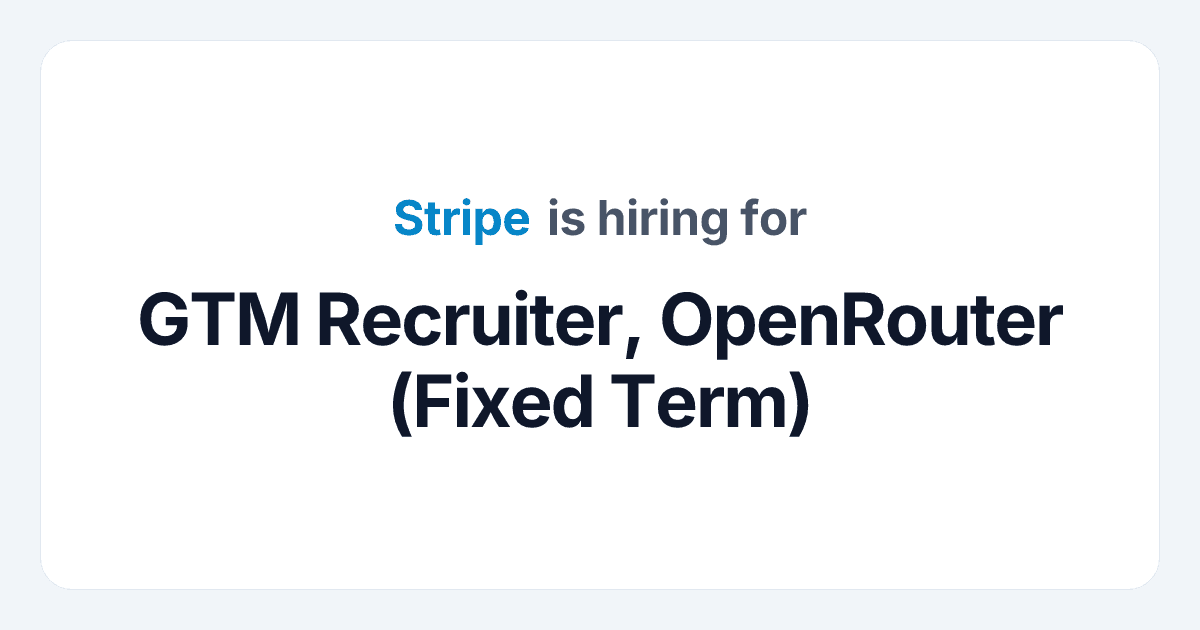 Stripe is hiring for
GTM Recruiter, OpenRouter
(Fixed Term)